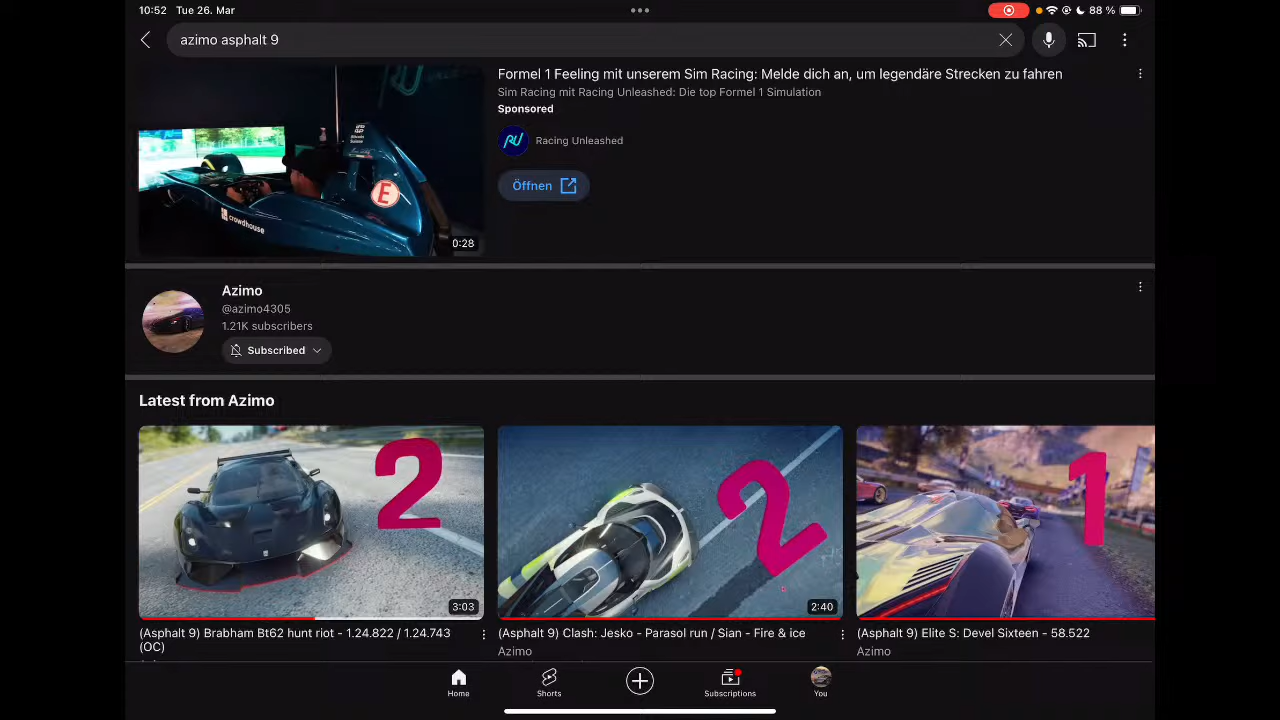 10:52 Tue 26. Mar
88 %
azimo asphalt 9
Formel 1 Feeling mit unserem Sim Racing: Melde dich an, um legendäre Strecken zu fahren
Sim Racing mit Racing Unleashed: Die top Formel 1 Simulation
Sponsored
RU
Racing Unleashed
Öffnen
E
crowdhouse
0:28
Azimo
@azimo4305
1.21K subscribers
Subscribed
Latest from Azimo
2
2
1
3:03
2:40
(Asphalt 9) Brabham Bt62 hunt riot - 1.24.822 / 1.24.743
(OC)
(Asphalt 9) Clash: Jesko - Parasol run / Sian - Fire & ice
Azimo
(Asphalt 9) Elite S: Devel Sixteen - 58.522
Azimo
Home
Shorts
Subscriptions
You